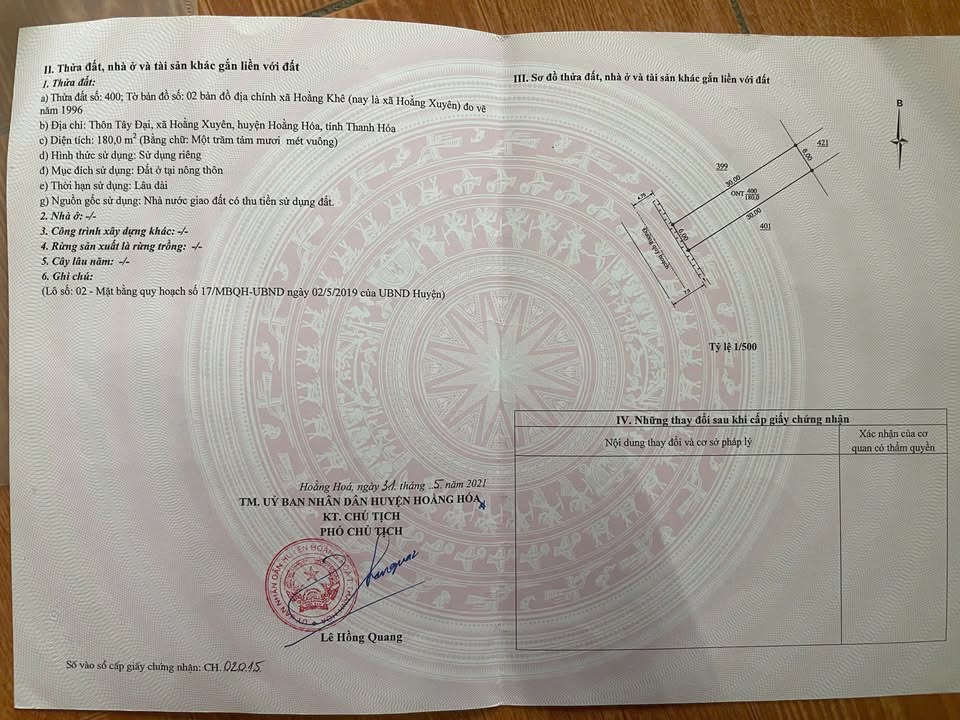 II. Thửa đất, nhà ở và tài sản khác gắn liền với đất
1. Thửa đất:
a) Thửa đất số: 400; Tờ bản đồ số: 02 bản đồ địa chính xã Hoằng Khê (nay là xã Hoằng Xuyên) đo vẽ
năm 1996
b) Địa chỉ: Thôn Tây Đại, xã Hoằng Xuyên, huyện Hoằng Hóa, tỉnh Thanh Hóa
c) Diện tích: 180,0 m² (Bằng chữ: Một trăm tám mươi mét vuông)
d) Hình thức sử dụng: Sử dụng riêng
đ) Mục đích sử dụng: Đất ở tại nông thôn
e) Thời hạn sử dụng: Lâu dài
g) Nguồn gốc sử dụng: Nhà nước giao đất có thu tiền sử dụng đất.
2. Nhà ở: -/-
3. Công trình xây dựng khác: -/-
4. Rừng sản xuất là rừng trồng: -/-
5. Cây lâu năm: -/-
6. Ghi chú:
(Lô số: 02 - Mặt bằng quy hoạch số 17/MBQH-UBND ngày 02/5/2019 của UBND Huyện)
Hoằng Hoá, ngày 31 tháng 5 năm 2021
TM. UỶ BAN NHÂN DÂN HUYỆN HOẰNG HÓA
KT. CHỦ TỊCH
PHÓ CHỦ TỊCH
Lê Hồng Quang
Số vào sổ cấp giấy chứng nhận: CH.02015
III. Sơ đồ thửa đất, nhà ở và tài sản khác gắn liền với đất
B
421
399
6,00
30,00
ONT 400
180,0
30,00
401
4,75
6,00
Đường quy hoạch
7,5
Tỷ lệ 1/500
IV. Những thay đổi sau khi cấp giấy chứng nhận
Nội dung thay đổi và cơ sở pháp lý
Xác nhận của cơ
quan có thẩm quyền